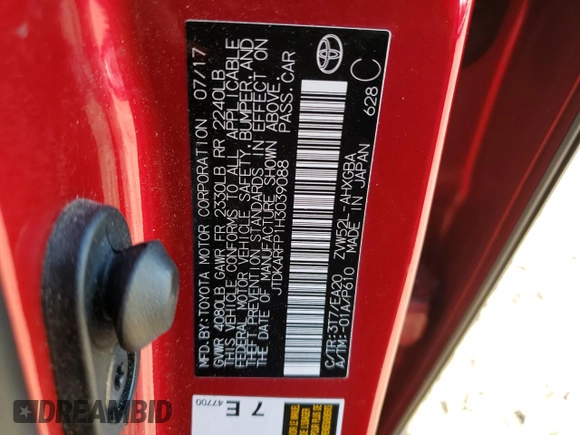 MFD. BY: TOYOTA MOTOR CORPORATION 07/17
GVWR 4080LB GAWR FR 2330LB RR 2240LB
THIS VEHICLE CONFORMS TO ALL APPLICABLE
FEDERAL MOTOR VEHICLE SAFETY, BUMPER, AND
THEFT PREVENTION STANDARDS IN EFFECT ON
THE DATE OF MANUFACTURE SHOWN ABOVE.
JTDKARFP1H3039088 PASS. CAR
C/TR: 3T7/EA20 ZVW52L-AHXGBA
A/TM: -01A/P610 MADE IN JAPAN 628 C
7 E
47700
DREAMBID